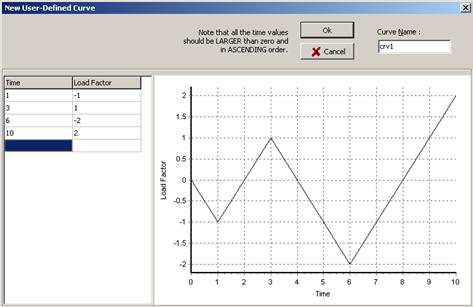 New User-Defined Curve
Note that all the time values
should be LARGER than zero and
in ASCENDING order.
Ok
Cancel
Curve Name :
crv1
Time Load Factor
1 -1
3 1
6 -2
10 2
2
1.5
1
0.5
0
-0.5
-1
-1.5
-2
Load Factor
0 1 2 3 4 5 6 7 8 9 10
Time